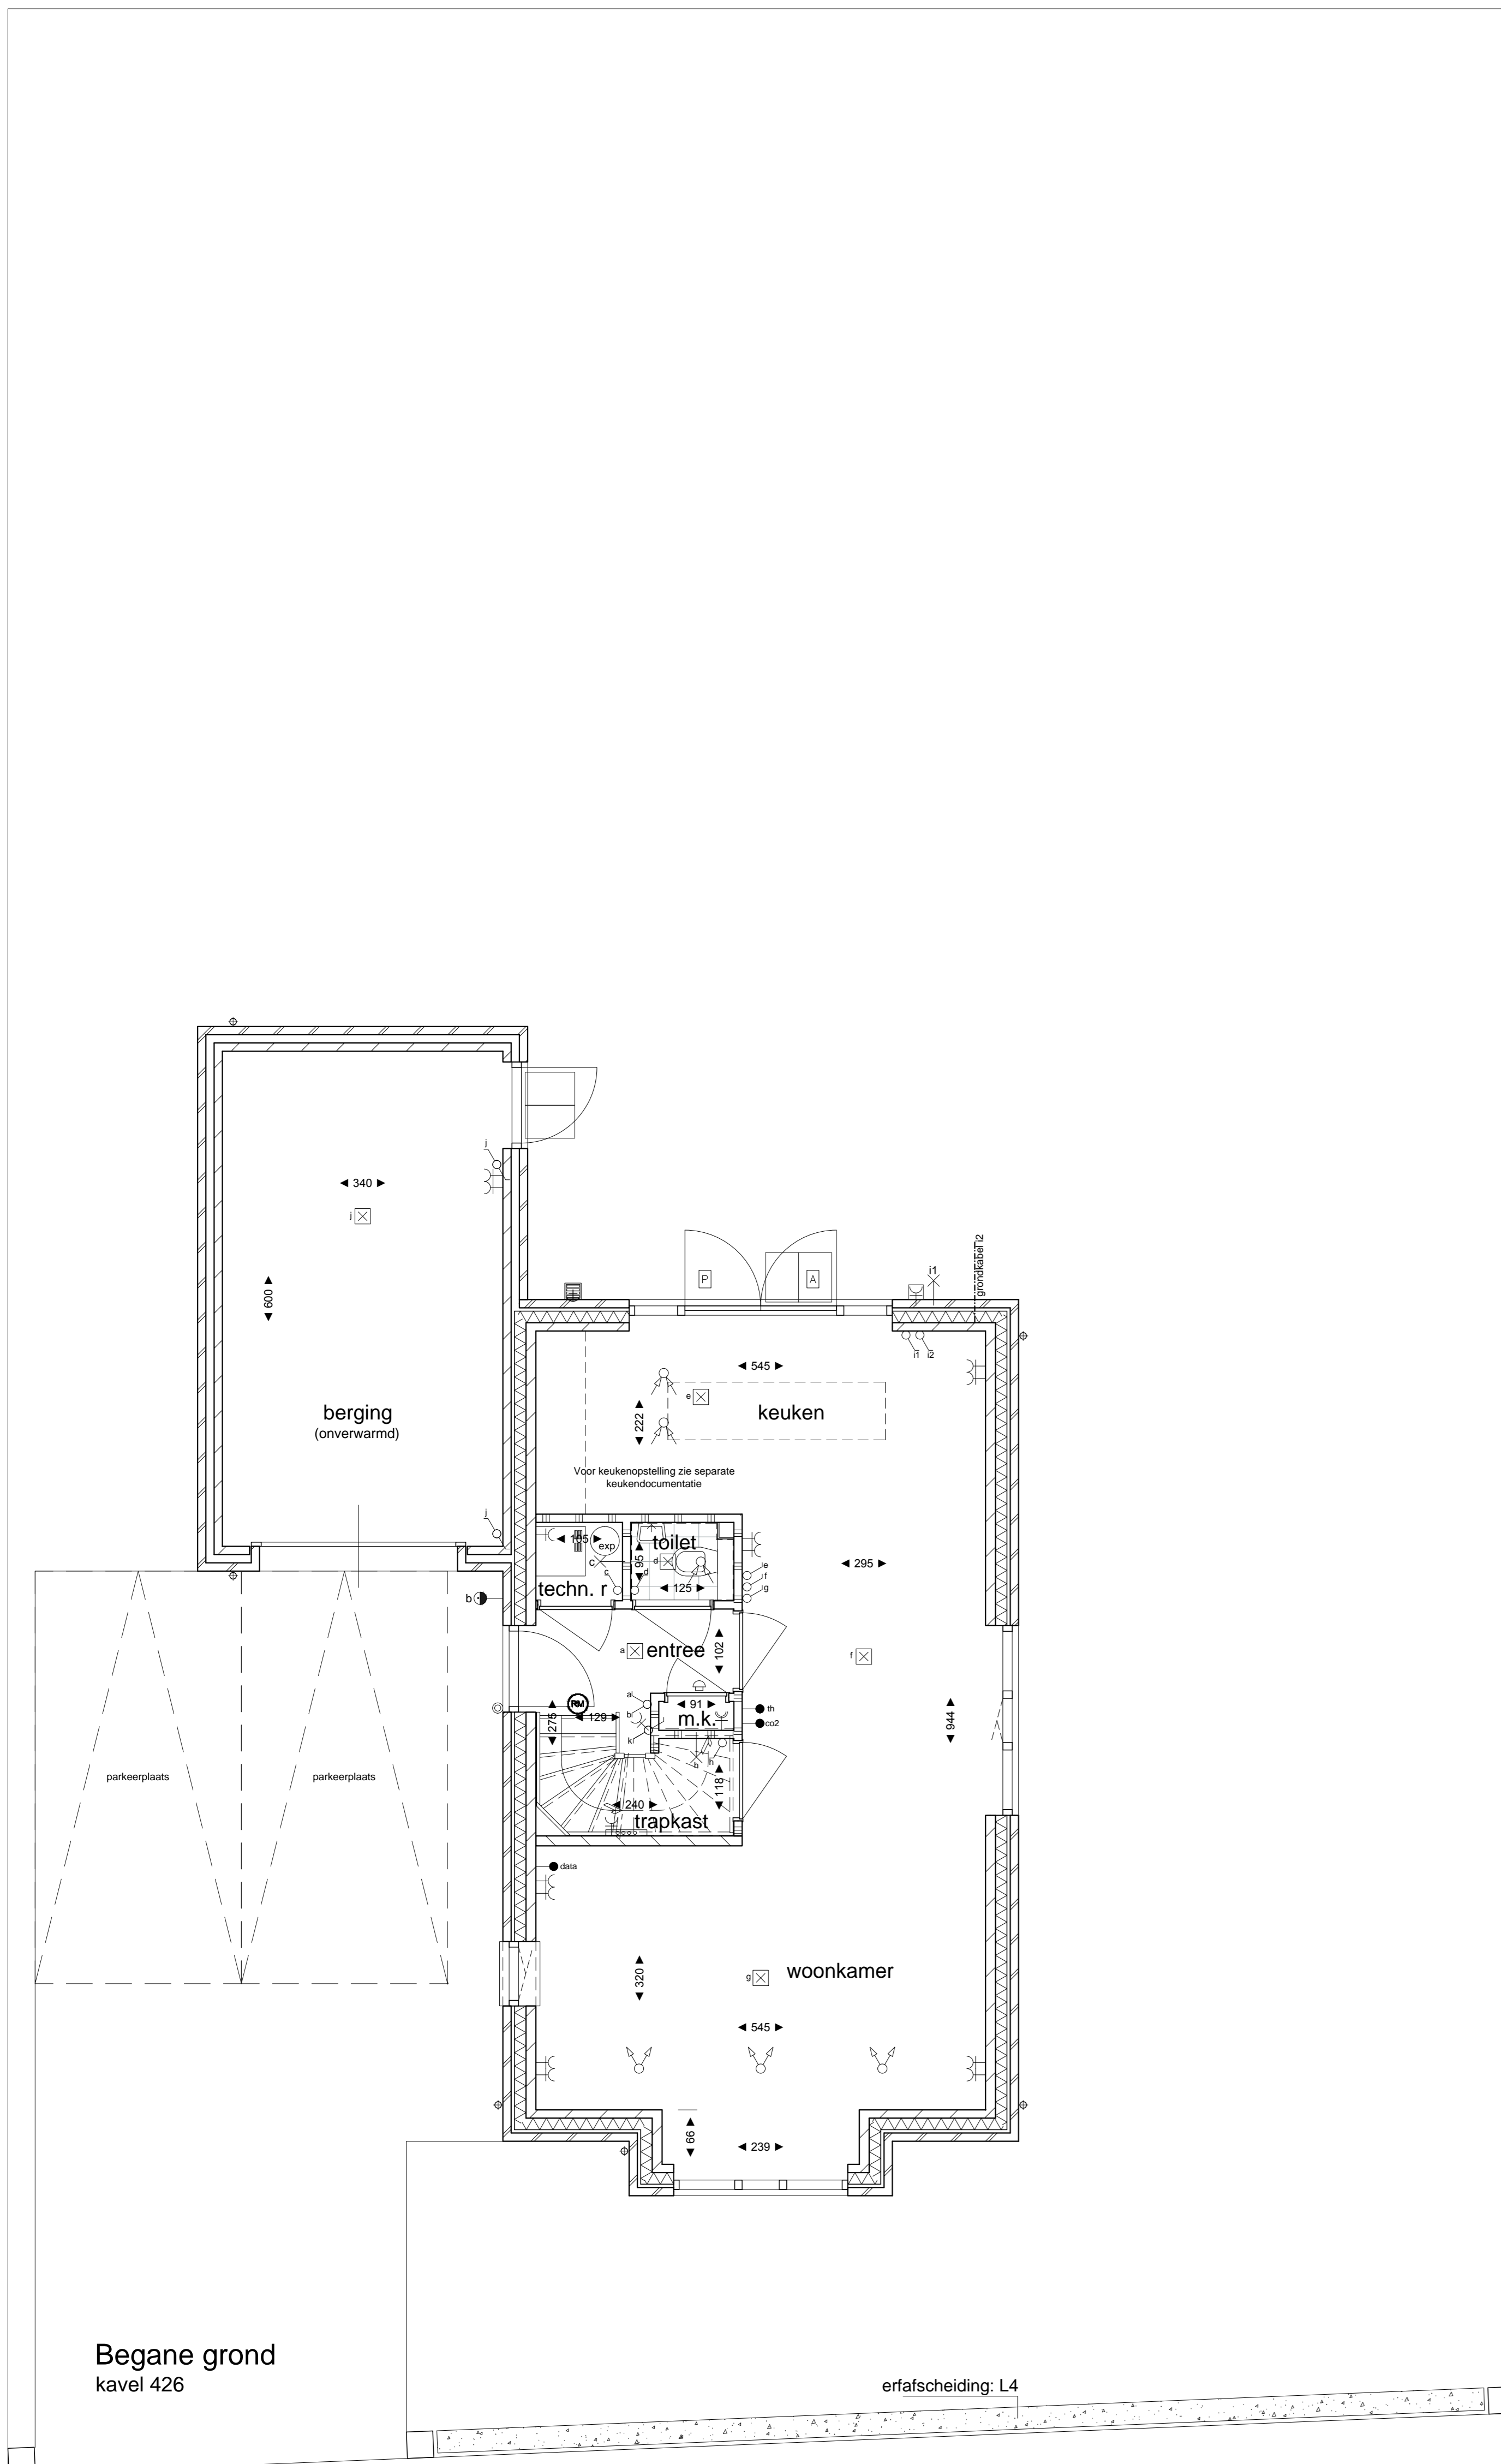 j
◄ 340 ►
j
◄ 600 ►
berging
(onverwarmd)
j
P
A
i1
grondkabel i2
i1
i2
◄ 545 ►
e
keuken
◄ 222 ►
Voor keukenopstelling zie separate
keukendocumentatie
◄ 105 ►
exp
c
c
techn. r
toilet
◄ 95 ►
d
d
◄ 125 ►
e
f
g
◄ 295 ►
b
a
entree
◄ 102 ►
f
RM
◄ 275 ►
◄ 129 ►
a
b
k
◄ 91 ►
m.k.
th
co2
◄ 944 ►
h
h
◄ 118 ►
◄ 240 ►
trapkast
parkeerplaats
parkeerplaats
data
◄ 320 ►
g
woonkamer
◄ 545 ►
◄ 66 ►
◄ 239 ►
Begane grond
kavel 426
erfafscheiding: L4